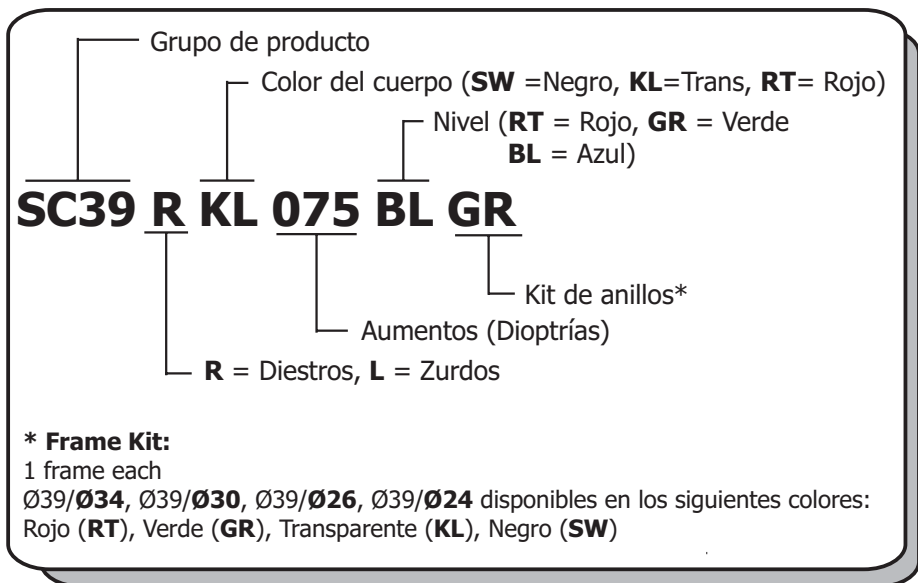 Grupo de producto
Color del cuerpo (SW =Negro, KL=Trans, RT= Rojo)
Nivel (RT = Rojo, GR = Verde
BL = Azul)
SC39 R KL 075 BL GR
Kit de anillos*
Aumentos (Dioptrías)
R = Diestros, L = Zurdos
* Frame Kit:
1 frame each
Ø39/Ø34, Ø39/Ø30, Ø39/Ø26, Ø39/Ø24 disponibles en los siguientes colores:
Rojo (RT), Verde (GR), Transparente (KL), Negro (SW)